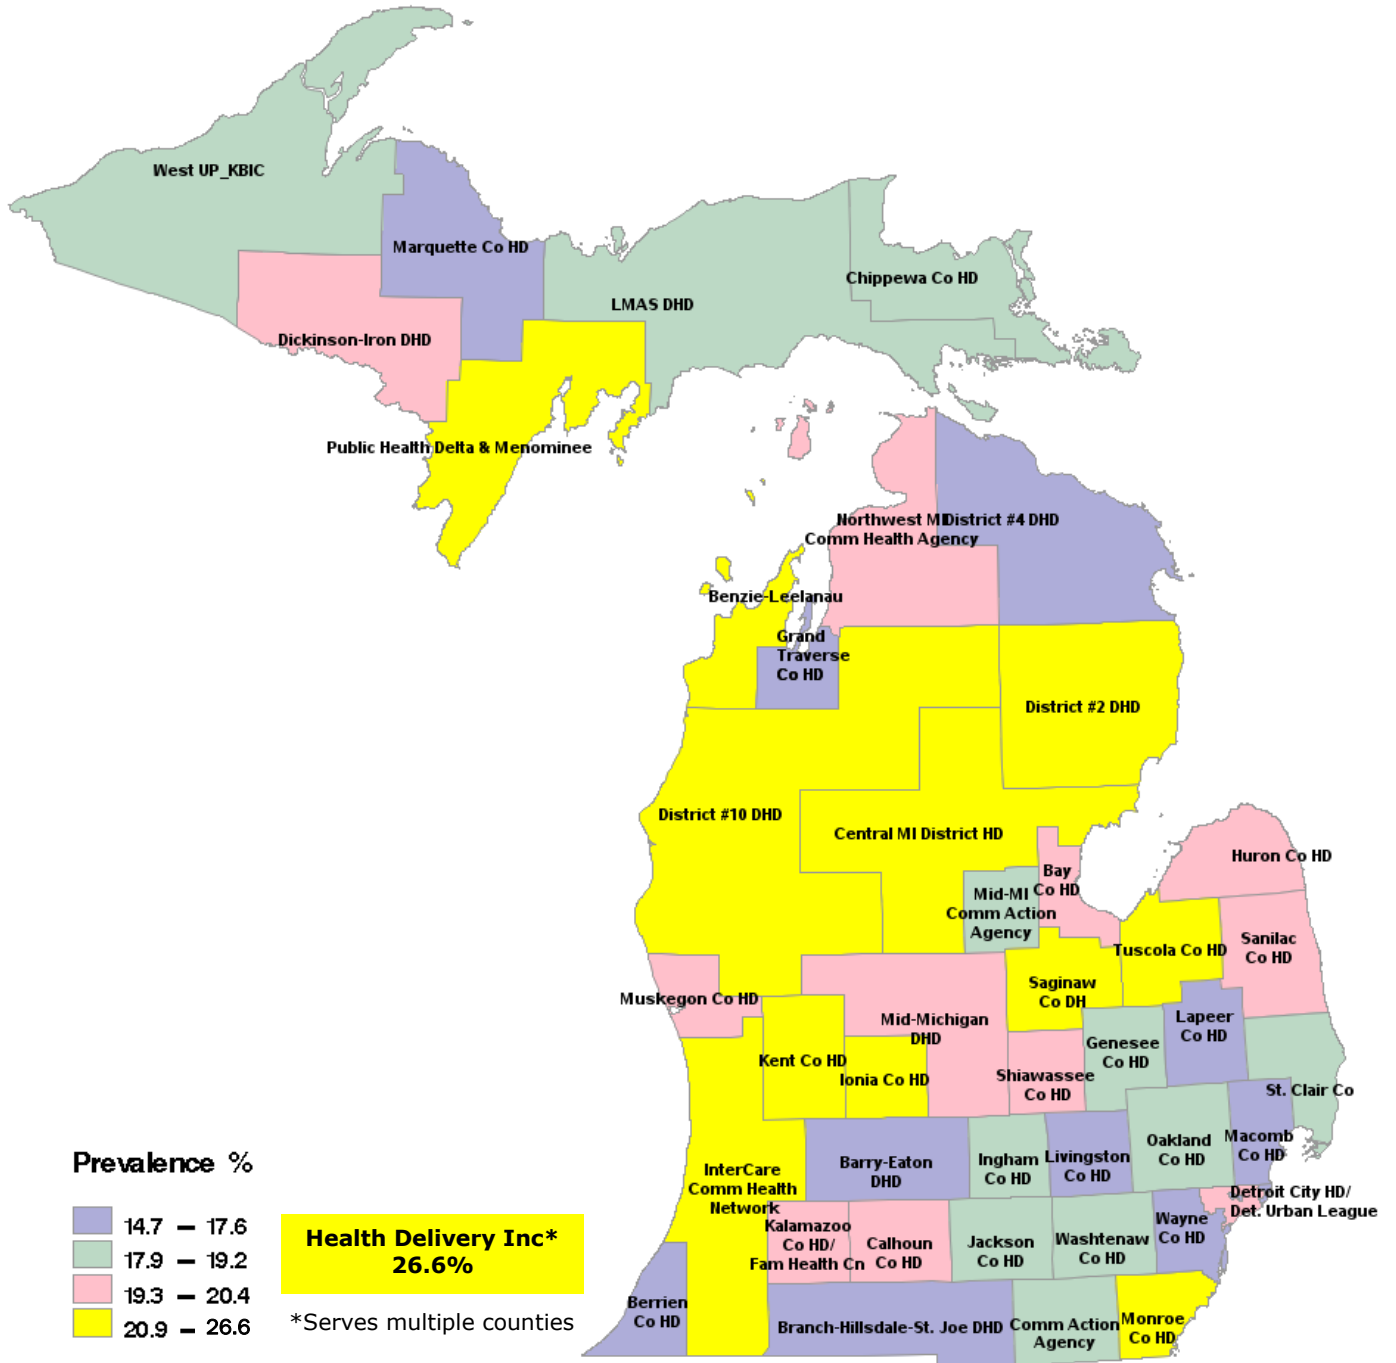 West UP_KBIC
Marquette Co HD
Chippewa Co HD
LMAS DHD
Dickinson-Iron DHD
Public Health Delta & Menominee
Northwest MI
Comm Health Agency
District #4 DHD
Benzie-Leelanau
Grand
Traverse
Co HD
District #2 DHD
District #10 DHD
Central MI District HD
Huron Co HD
Bay
Co HD
Mid-MI
Comm Action
Agency
Tuscola Co HD
Sanilac
Co HD
Muskegon Co HD
Saginaw
Co DH
Mid-Michigan
DHD
Lapeer
Co HD
Genesee
Co HD
Kent Co HD
Ionia Co HD
Shiawassee
Co HD
St. Clair Co
Macomb
Co HD
Oakland
Co HD
Livingston
Co HD
Ingham
Co HD
Barry-Eaton
DHD
InterCare
Comm Health
Network
Detroit City HD/
Det. Urban League
Wayne
Co HD
Kalamazoo
Co HD/
Fam Health Cn
Calhoun
Co HD
Jackson
Co HD
Washtenaw
Co HD
Berrien
Co HD
Branch-Hillsdale-St. Joe DHD
Comm Action
Agency
Monroe
Co HD
Prevalence %
14.7 – 17.6
17.9 – 19.2
19.3 – 20.4
20.9 – 26.6
Health Delivery Inc*
26.6%
*Serves multiple counties